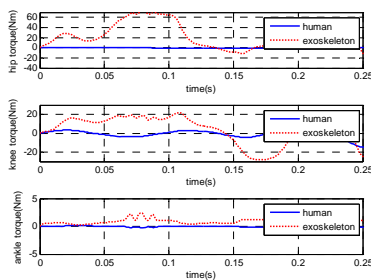 hip torque(Nm)
60
40
20
0
-20
-40
human
exoskeleton
0 0.05 0.1 0.15 0.2 0.25
time(s)
knee torque(Nm)
20
0
-20
human
exoskeleton
0 0.05 0.1 0.15 0.2 0.25
time(s)
ankle torque(Nm)
5
0
-5
human
exoskeleton
0 0.05 0.1 0.15 0.2 0.25
time(s)